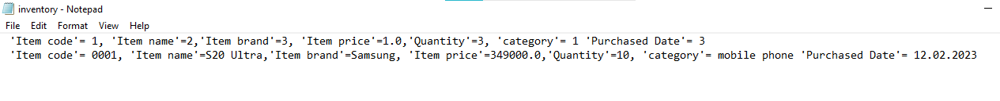 inventory - Notepad
File Edit Format View Help
'Item code'= 1, 'Item name'=2,'Item brand'=3, 'Item price'=1.0,'Quantity'=3, 'category'= 1 'Purchased Date'= 3
'Item code'= 0001, 'Item name'=S20 Ultra,'Item brand'=Samsung, 'Item price'=349000.0,'Quantity'=10, 'category'= mobile phone 'Purchased Date'= 12.02.2023